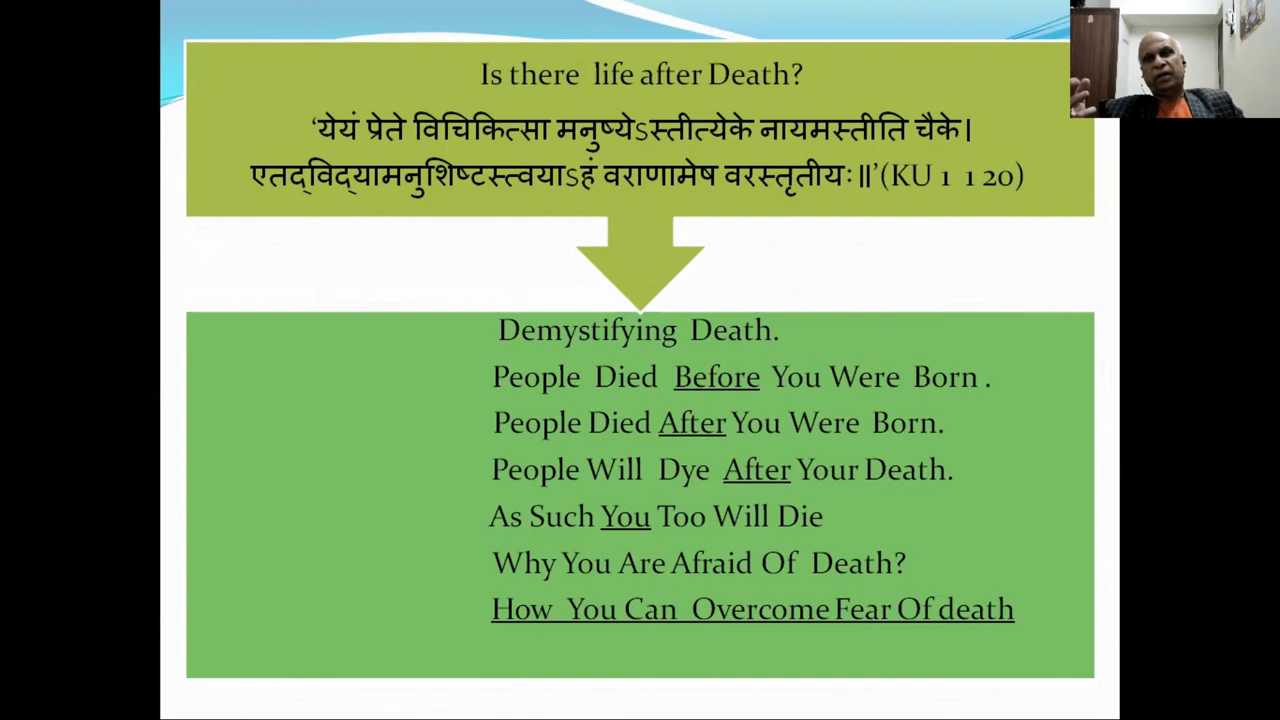 Is there life after Death?
‘येयं प्रेते विचिकित्सा मनुष्येऽस्तीत्येके नायमस्तीति चैके।
एतद्विद्यामनुशिष्टस्त्वयाऽहं वराणामेष वरस्तृतीयः॥’(KU 1 1 20)
Demystifying Death.
People Died Before You Were Born .
People Died After You Were Born.
People Will Dye After Your Death.
As Such You Too Will Die
Why You Are Afraid Of Death?
How You Can Overcome Fear Of death